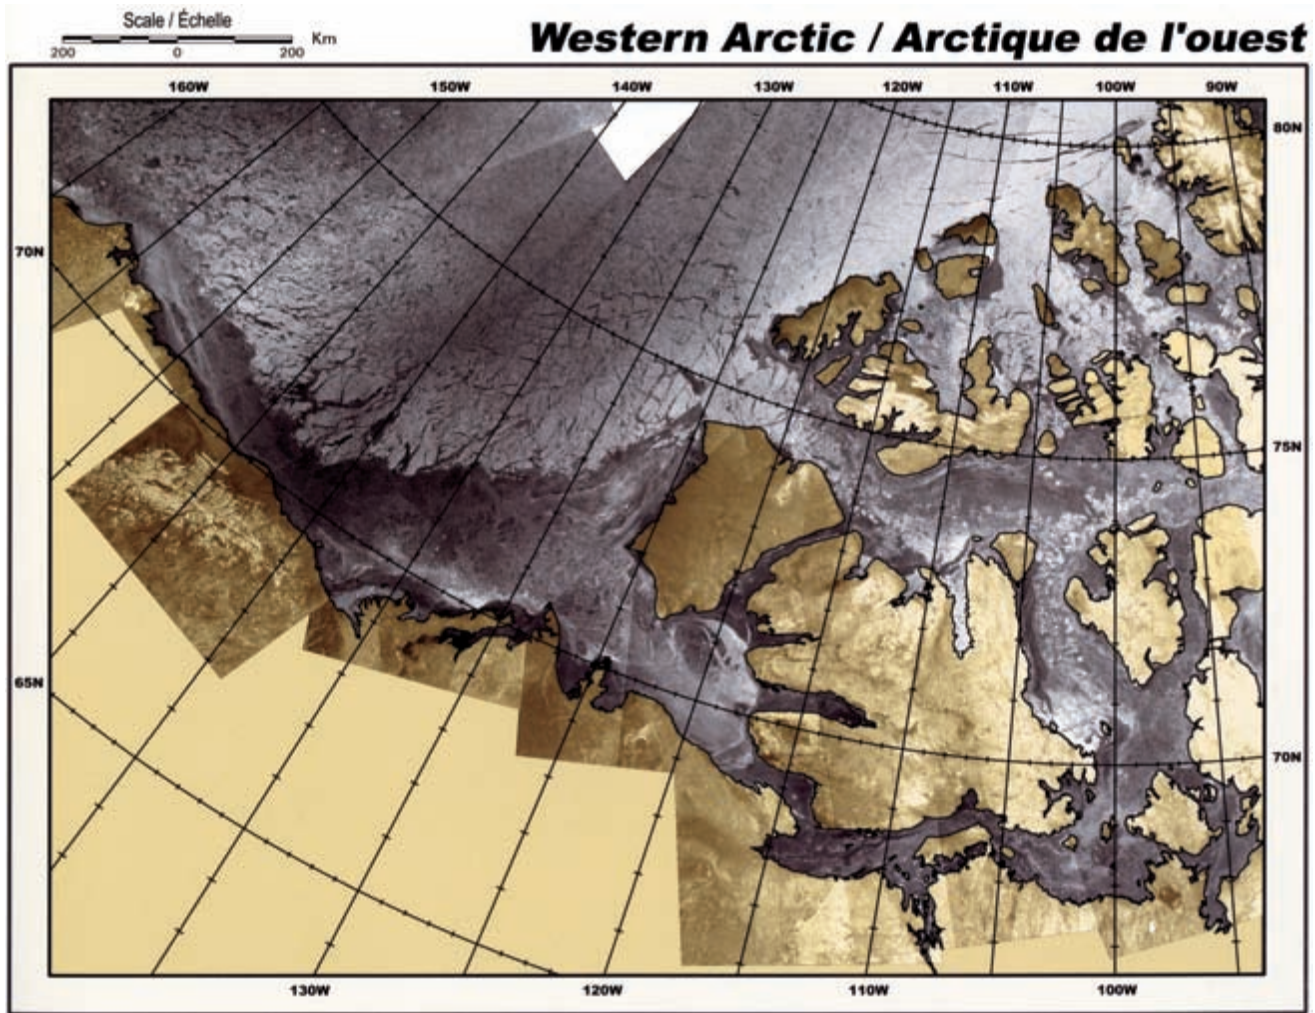 Scale / Échelle
200 0 200 Km
Western Arctic / Arctique de l'ouest
160W 150W 140W 130W 120W 110W 100W 90W
80N
70N
75N
65N
70N
130W 120W 110W 100W